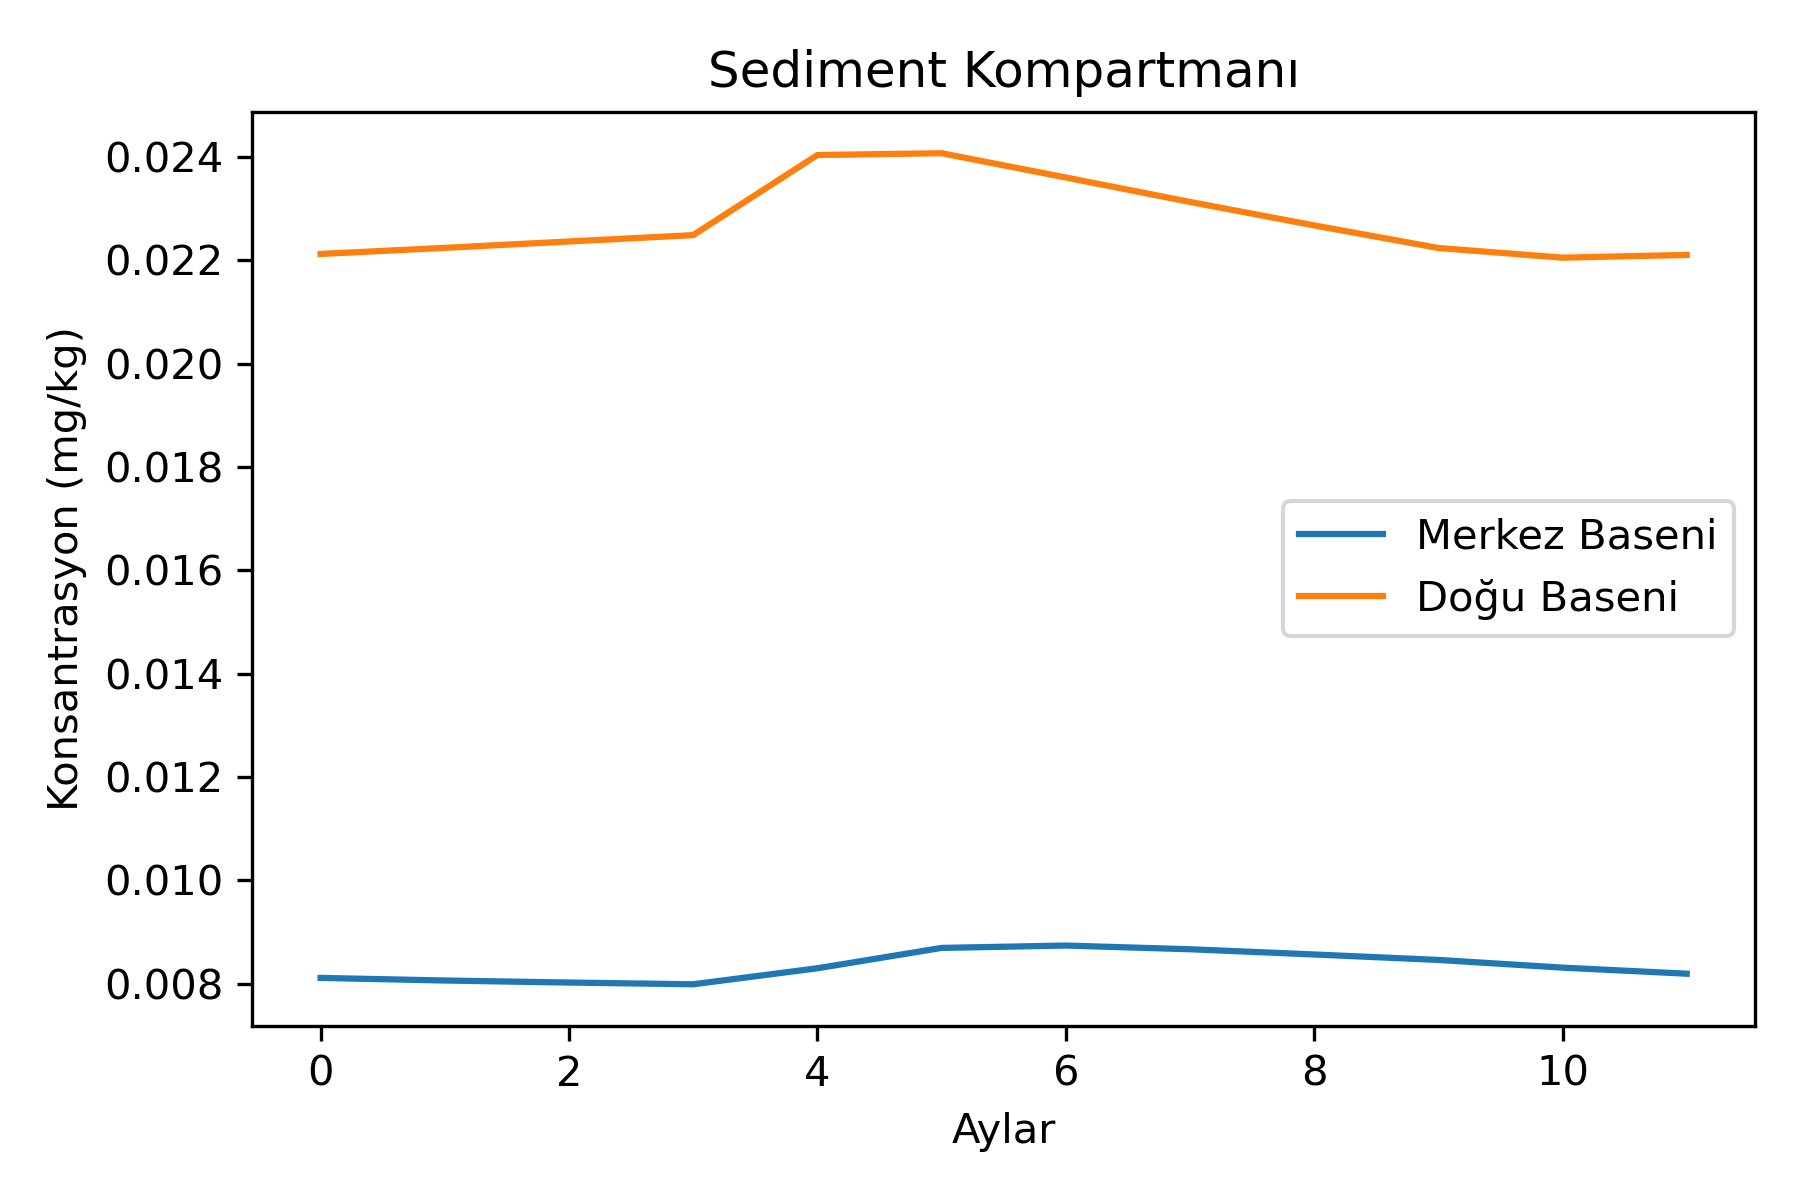 Sediment Kompartmanı
Konsantrasyon (mg/kg)
0.024
0.022
0.020
0.018
0.016
0.014
0.012
0.010
0.008
Merkez Baseni
Doğu Baseni
0 2 4 6 8 10
Aylar